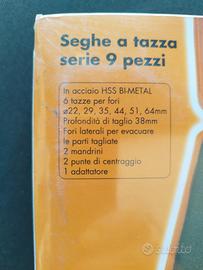 Seghe a tazza
serie 9 pezzi
In acciaio HSS BI-METAL
6 tazze per fori
ø22, 29, 35, 44, 51, 64mm
Profondità di taglio 38mm
Fori laterali per evacuare
le parti tagliate
2 mandrini
2 punte di centraggio
1 adattatore
Subito